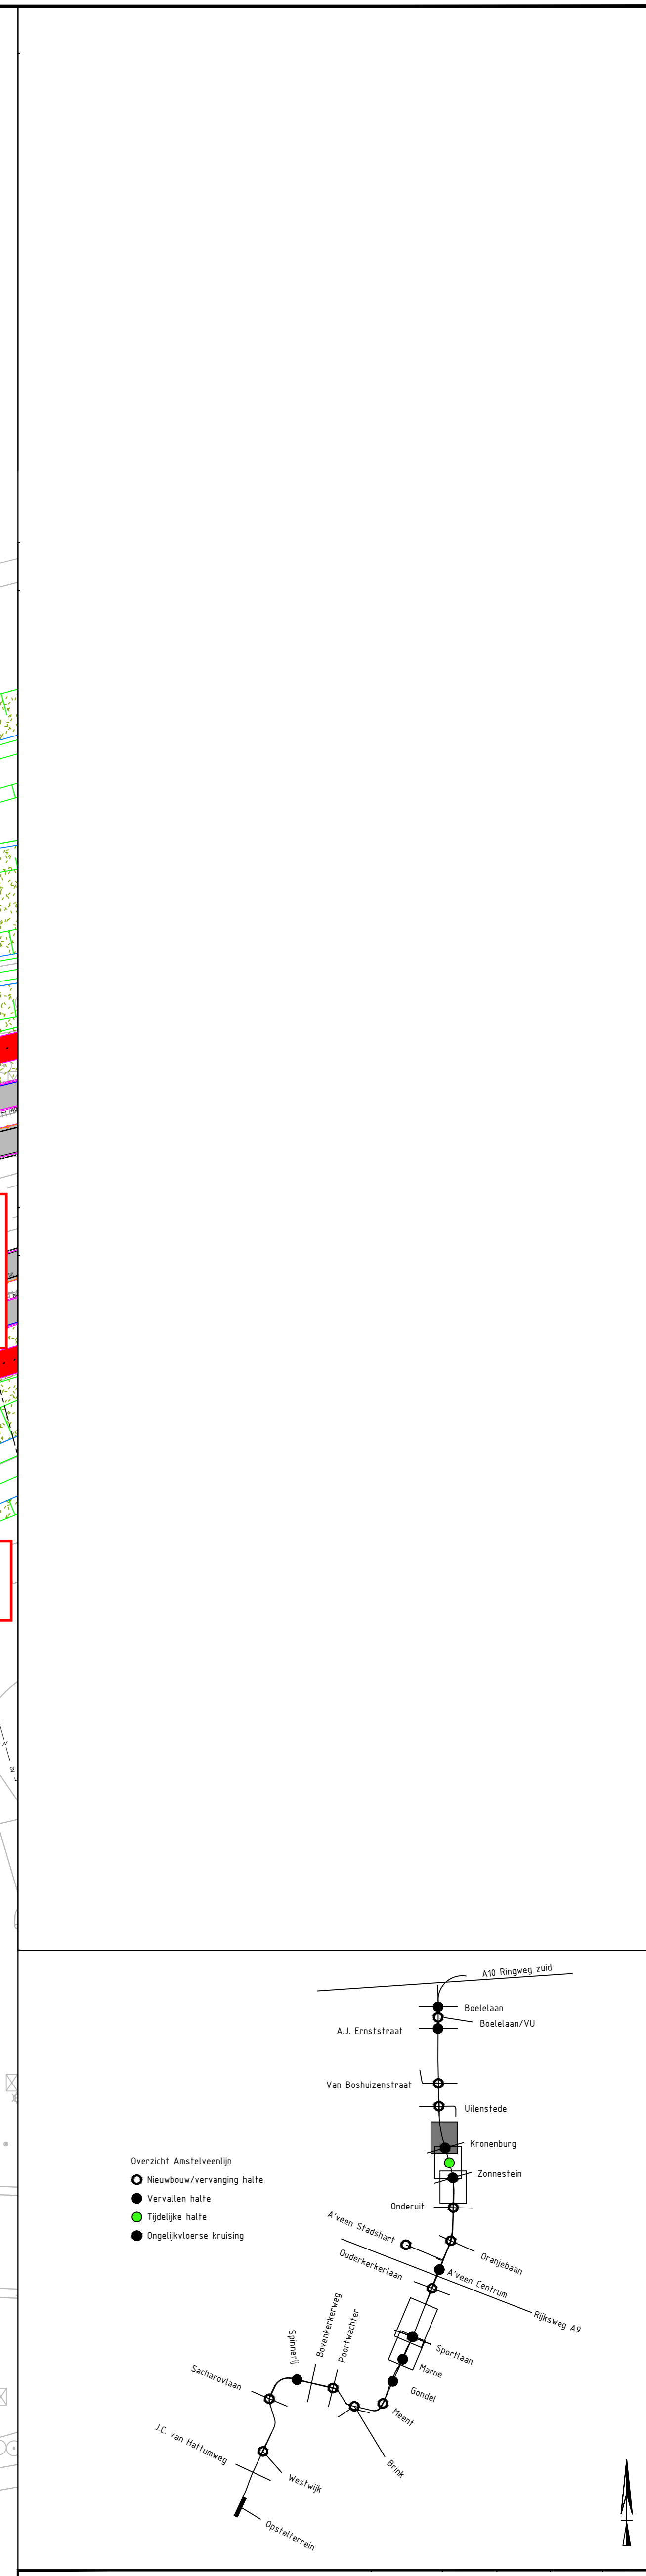 A10 Ringweg zuid
Boelelaan
Boelelaan/VU
A.J. Ernststraat
Van Boshuizenstraat
Uilenstede
Kronenburg
Zonnestein
Onderuit
Overzicht Amstelveenlijn
Nieuwbouw/vervanging halte
Vervallen halte
Tijdelijke halte
Ongelijkvloerse kruising
A'veen Stadshart
Ouderkerkerlaan
Oranjebaan
A'veen Centrum
Rijksweg A9
Sportlaan
Marne
Gondel
Meent
Brink
Poortwachter
Bovenkerkerweg
Spinnerij
Sacharovlaan
J.C. van Hattumweg
Westwijk
Opstelterrein